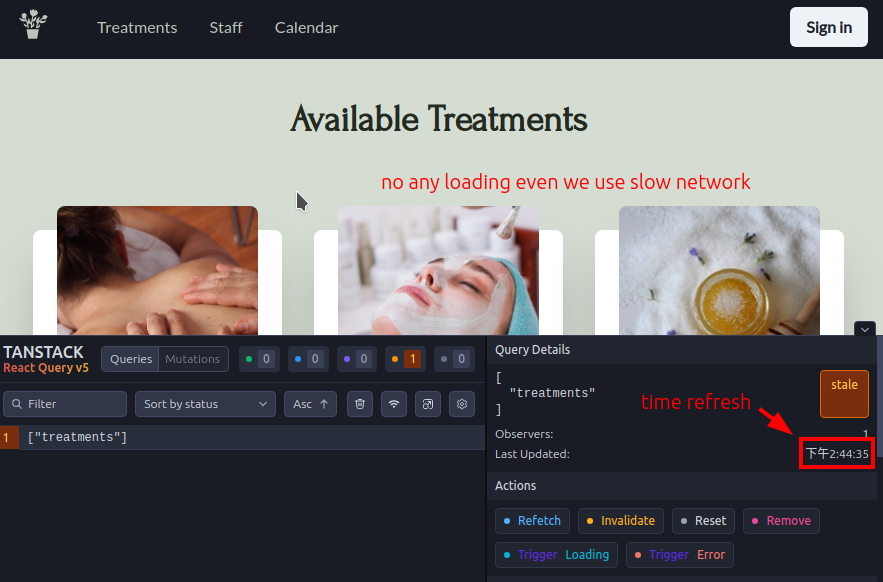 Treatments Staff Calendar Sign in
Available Treatments
no any loading even we use slow network
TANSTACK
React Query v5
Queries Mutations 0 0 0 1 0
Filter Sort by status Asc ↑
1 ["treatments"]
Query Details
[
"treatments"
]
stale
time refresh
Observers: 1
Last Updated: 下午2:44:35
Actions
Refetch Invalidate Reset Remove
Trigger Loading Trigger Error